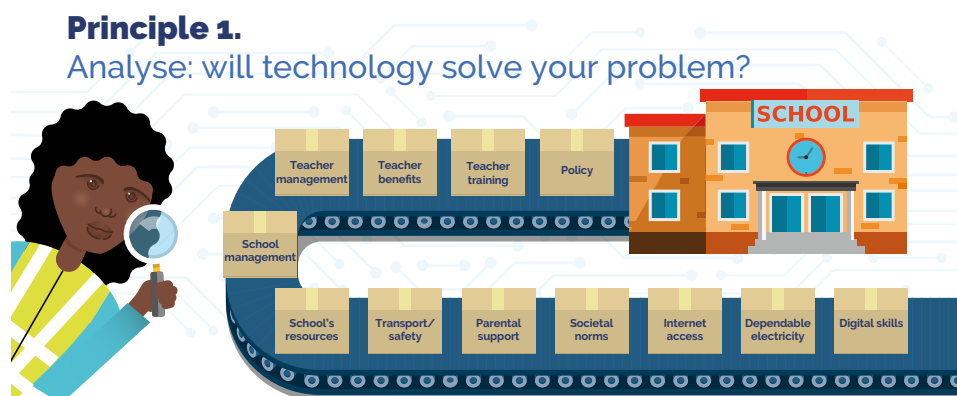 Principle 1.
Analyse: will technology solve your problem?
SCHOOL
Teacher
management
Teacher
benefits
Teacher
training
Policy
School
management
School's
resources
Transport/
safety
Parental
support
Societal
norms
Internet
access
Dependable
electricity
Digital skills